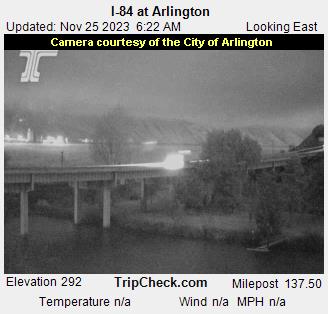 I-84 at Arlington
Updated: Nov 25 2023 6:22 AM Looking East
Camera courtesy of the City of Arlington
Elevation 292 TripCheck.com Milepost 137.50
Temperature n/a Wind n/a MPH n/a